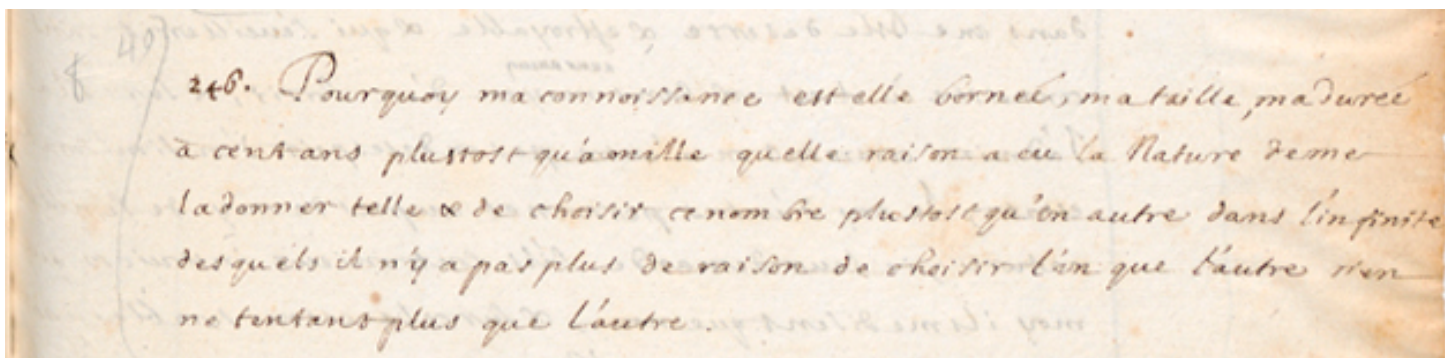 246. Pourquoy ma connoissance est elle bornée, ma taille, ma durée
a cent ans plustost qu'a mille quelle raison a eu la Nature de me
la donner telle & de choisir ce nombre plustost qu'un autre dans l'infinité
desquels il n'y a pas plus de raison de choisir l'un que l'autre rien
ne tentant plus que l'autre.